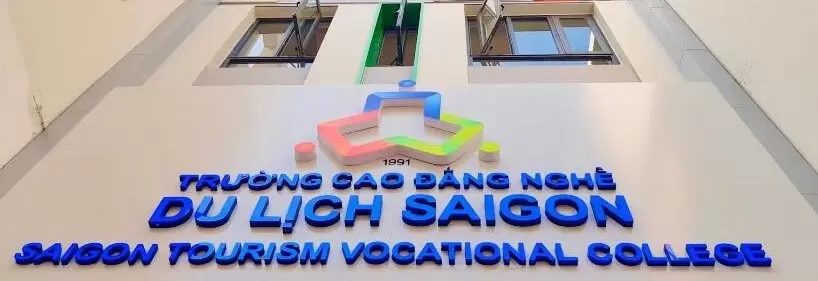 1991
TRƯỜNG CAO ĐẲNG NGHỀ
DU LỊCH SAIGON
SAIGON TOURISM VOCATIONAL COLLEGE